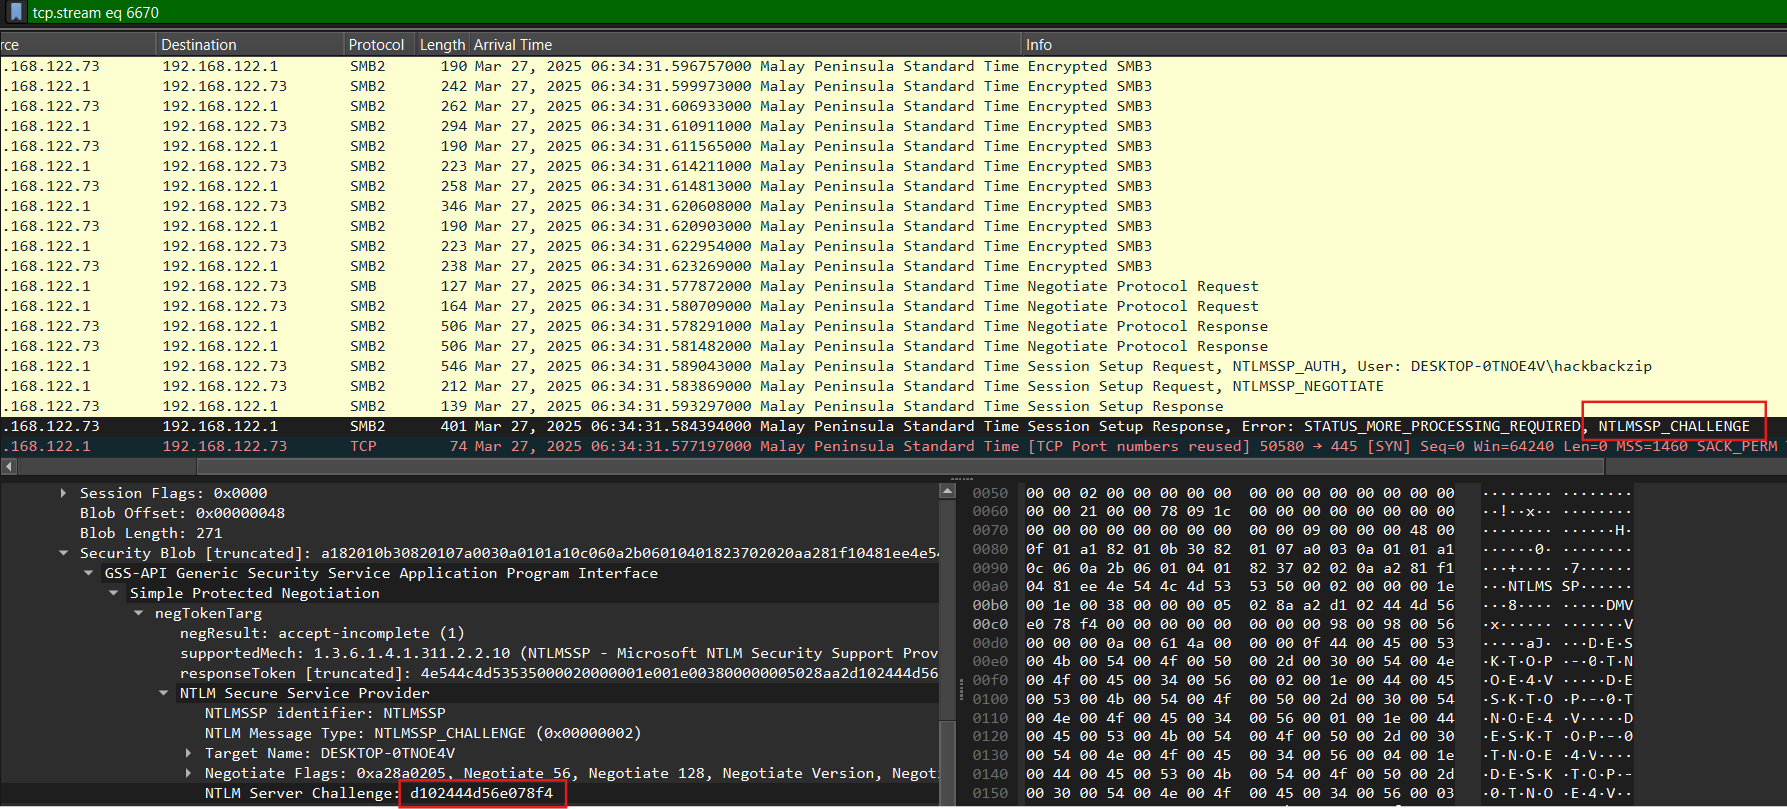 tcp.stream eq 6670
rce Destination Protocol Length Arrival Time Info
.168.122.73 192.168.122.1 SMB2 190 Mar 27, 2025 06:34:31.596757000 Malay Peninsula Standard Time Encrypted SMB3
.168.122.1 192.168.122.73 SMB2 242 Mar 27, 2025 06:34:31.599973000 Malay Peninsula Standard Time Encrypted SMB3
.168.122.73 192.168.122.1 SMB2 262 Mar 27, 2025 06:34:31.606933000 Malay Peninsula Standard Time Encrypted SMB3
.168.122.1 192.168.122.73 SMB2 294 Mar 27, 2025 06:34:31.610911000 Malay Peninsula Standard Time Encrypted SMB3
.168.122.73 192.168.122.1 SMB2 190 Mar 27, 2025 06:34:31.611565000 Malay Peninsula Standard Time Encrypted SMB3
.168.122.1 192.168.122.73 SMB2 223 Mar 27, 2025 06:34:31.614211000 Malay Peninsula Standard Time Encrypted SMB3
.168.122.73 192.168.122.1 SMB2 258 Mar 27, 2025 06:34:31.614813000 Malay Peninsula Standard Time Encrypted SMB3
.168.122.1 192.168.122.73 SMB2 346 Mar 27, 2025 06:34:31.620608000 Malay Peninsula Standard Time Encrypted SMB3
.168.122.73 192.168.122.1 SMB2 190 Mar 27, 2025 06:34:31.620903000 Malay Peninsula Standard Time Encrypted SMB3
.168.122.1 192.168.122.73 SMB2 223 Mar 27, 2025 06:34:31.622954000 Malay Peninsula Standard Time Encrypted SMB3
.168.122.73 192.168.122.1 SMB2 238 Mar 27, 2025 06:34:31.623269000 Malay Peninsula Standard Time Encrypted SMB3
.168.122.1 192.168.122.73 SMB 127 Mar 27, 2025 06:34:31.577872000 Malay Peninsula Standard Time Negotiate Protocol Request
.168.122.1 192.168.122.73 SMB2 164 Mar 27, 2025 06:34:31.580709000 Malay Peninsula Standard Time Negotiate Protocol Request
.168.122.73 192.168.122.1 SMB2 506 Mar 27, 2025 06:34:31.578291000 Malay Peninsula Standard Time Negotiate Protocol Response
.168.122.73 192.168.122.1 SMB2 506 Mar 27, 2025 06:34:31.581482000 Malay Peninsula Standard Time Negotiate Protocol Response
.168.122.1 192.168.122.73 SMB2 546 Mar 27, 2025 06:34:31.589043000 Malay Peninsula Standard Time Session Setup Request, NTLMSSP_AUTH, User: DESKTOP-0TNOE4V\hackbackzip
.168.122.1 192.168.122.73 SMB2 212 Mar 27, 2025 06:34:31.583869000 Malay Peninsula Standard Time Session Setup Request, NTLMSSP_NEGOTIATE
.168.122.73 192.168.122.1 SMB2 139 Mar 27, 2025 06:34:31.593297000 Malay Peninsula Standard Time Session Setup Response
.168.122.73 192.168.122.1 SMB2 401 Mar 27, 2025 06:34:31.584394000 Malay Peninsula Standard Time Session Setup Response, Error: STATUS_MORE_PROCESSING_REQUIRED, NTLMSSP_CHALLENGE
.168.122.1 192.168.122.73 TCP 74 Mar 27, 2025 06:34:31.577197000 Malay Peninsula Standard Time [TCP Port numbers reused] 50580 → 445 [SYN] Seq=0 Win=64240 Len=0 MSS=1460 SACK_PERM
Session Flags: 0x0000
Blob Offset: 0x00000048
Blob Length: 271
Security Blob [truncated]: a182010b30820107a0030a0101a10c060a2b06010401823702020aa281f10481ee4e54
GSS-API Generic Security Service Application Program Interface
Simple Protected Negotiation
negTokenTarg
negResult: accept-incomplete (1)
supportedMech: 1.3.6.1.4.1.311.2.2.10 (NTLMSSP - Microsoft NTLM Security Support Prov
responseToken [truncated]: 4e544c4d53535000020000001e001e003800000005028aa2d102444d56
NTLM Secure Service Provider
NTLMSSP identifier: NTLMSSP
NTLM Message Type: NTLMSSP_CHALLENGE (0x00000002)
Target Name: DESKTOP-0TNOE4V
Negotiate Flags: 0xa28a0205, Negotiate 56, Negotiate 128, Negotiate Version, Negot
NTLM Server Challenge: d102444d56e078f4
0050 00 00 02 00 00 00 00 00 00 00 00 00 00 00 00 00 ················
0060 00 00 21 00 00 78 09 1c 00 00 00 00 00 00 00 00 ··!··x··········
0070 00 00 00 00 00 00 00 00 00 00 09 00 00 00 48 00 ··············H·
0080 0f 01 a1 82 01 0b 30 82 01 07 a0 03 0a 01 01 a1 ······0·········
0090 0c 06 0a 2b 06 01 04 01 82 37 02 02 0a a2 81 f1 ···+·····7······
00a0 04 81 ee 4e 54 4c 4d 53 53 50 00 02 00 00 00 1e ···NTLMS SP······
00b0 00 1e 00 38 00 00 00 05 02 8a a2 d1 02 44 4d 56 ···8·········DMV
00c0 e0 78 f4 00 00 00 00 00 00 00 00 98 00 98 00 56 ·x·············V
00d0 00 00 00 0a 00 61 4a 00 00 00 0f 44 00 45 00 53 ·····aJ····D·E·S
00e0 00 4b 00 54 00 4f 00 50 00 2d 00 30 00 54 00 4e ·K·T·O·P·-·0·T·N
00f0 00 4f 00 45 00 34 00 56 00 02 00 1e 00 44 00 45 ·O·E·4·V·····D·E
0100 00 53 00 4b 00 54 00 4f 00 50 00 2d 00 30 00 54 ·S·K·T·O·P·-·0·T
0110 00 4e 00 4f 00 45 00 34 00 56 00 01 00 1e 00 44 ·N·O·E·4·V·····D
0120 00 45 00 53 00 4b 00 54 00 4f 00 50 00 2d 00 30 ·E·S·K·T·O·P·-·0
0130 00 54 00 4e 00 4f 00 45 00 34 00 56 00 04 00 1e ·T·N·O·E·4·V····
0140 00 44 00 45 00 53 00 4b 00 54 00 4f 00 50 00 2d ·D·E·S·K·T·O·P·-
0150 00 30 00 54 00 4e 00 4f 00 45 00 34 00 56 00 03 ·0·T·N·O·E·4·V··